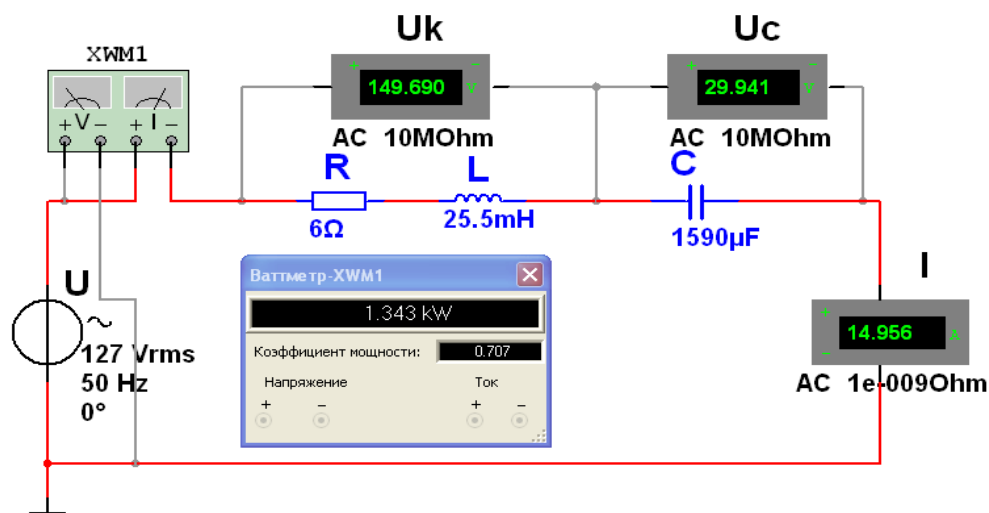 Uk
Uc
XWM1
+ V - + I -
+ -
149.690 V
+ -
29.941 V
AC 10MOhm
AC 10MOhm
R
L
C
6Ω
25.5mH
1590µF
U
127 Vrms
50 Hz
0°
Ваттметр-XWM1
1.343 kW
Коэффициент мощности: 0.707
Напряжение
Ток
+ - + -
I
+
14.956 A
-
AC 1e-009Ohm